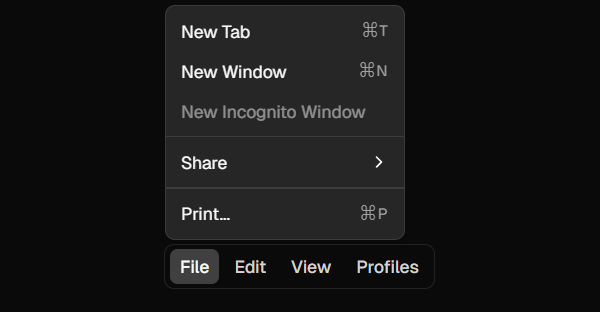 New Tab ⌘T
New Window ⌘N
New Incognito Window
Share
Print... ⌘P
File Edit View Profiles